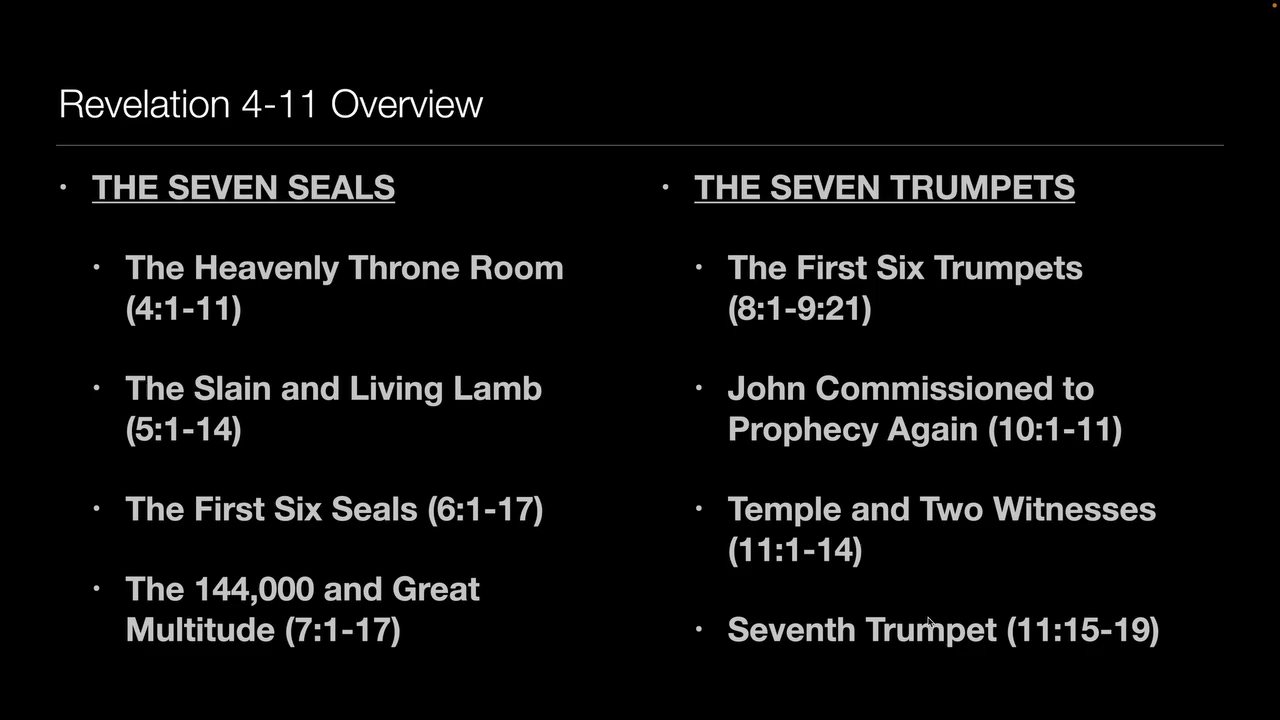 Revelation 4-11 Overview
• THE SEVEN SEALS
• The Heavenly Throne Room
(4:1-11)
• The Slain and Living Lamb
(5:1-14)
• The First Six Seals (6:1-17)
• The 144,000 and Great
Multitude (7:1-17)
• THE SEVEN TRUMPETS
• The First Six Trumpets
(8:1-9:21)
• John Commissioned to
Prophecy Again (10:1-11)
• Temple and Two Witnesses
(11:1-14)
• Seventh Trumpet (11:15-19)